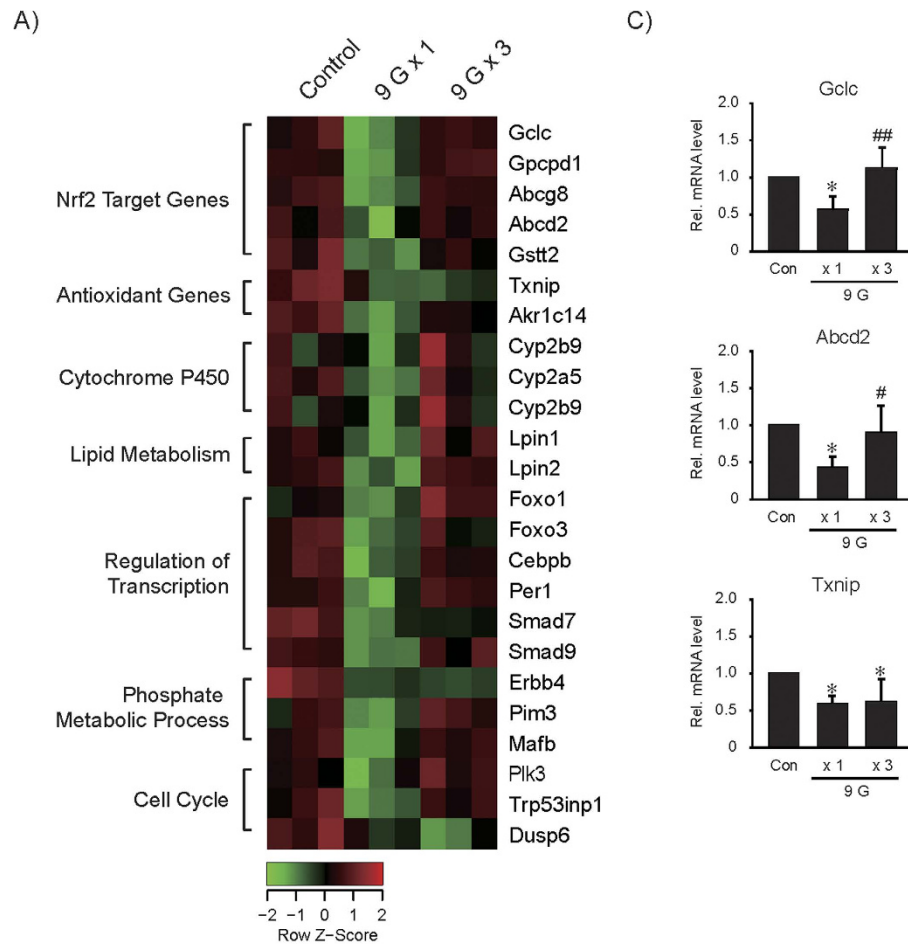 A)
Control
9 G x 1
9 G x 3
Nrf2 Target Genes
Antioxidant Genes
Cytochrome P450
Lipid Metabolism
Regulation of
Transcription
Phosphate
Metabolic Process
Cell Cycle
Gclc
Gpcpd1
Abcg8
Abcd2
Gstt2
Txnip
Akr1c14
Cyp2b9
Cyp2a5
Cyp2b9
Lpin1
Lpin2
Foxo1
Foxo3
Cebpb
Per1
Smad7
Smad9
Erbb4
Pim3
Mafb
Plk3
Trp53inp1
Dusp6
−2 −1 0 1 2
Row Z−Score
C)
Gclc
Rel. mRNA level
2.0
1.5
1.0
0.5
0
*
##
Con x 1 x 3
9 G
Abcd2
Rel. mRNA level
2.0
1.5
1.0
0.5
0
*
#
Con x 1 x 3
9 G
Txnip
Rel. mRNA level
2.0
1.5
1.0
0.5
0
*
*
Con x 1 x 3
9 G